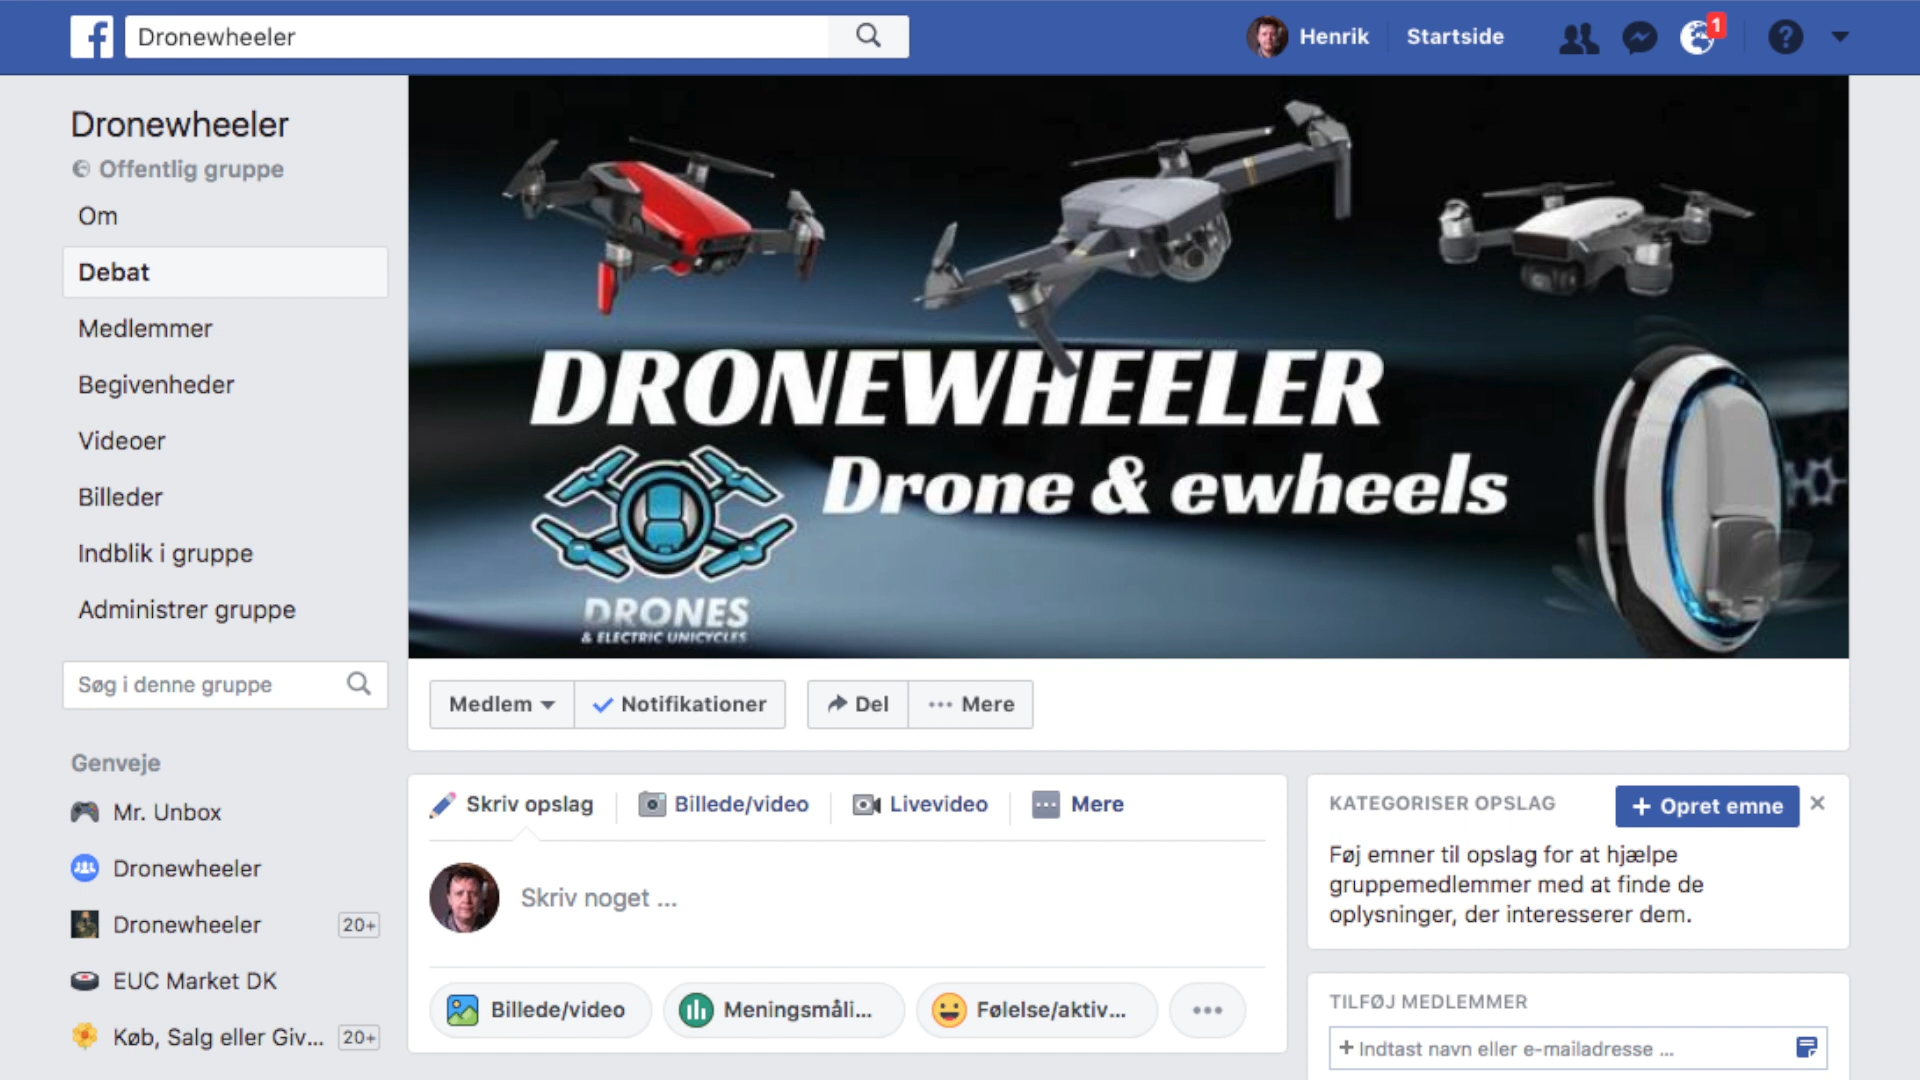 Dronewheeler
Henrik
Startside
1
Dronewheeler
Offentlig gruppe
Om
Debat
Medlemmer
Begivenheder
Videoer
Billeder
Indblik i gruppe
Administrer gruppe
Søg i denne gruppe
Genveje
Mr. Unbox
Dronewheeler
Dronewheeler 20+
EUC Market DK
Køb, Salg eller Giv... 20+
DRONEWHEELER
Drone & ewheels
DRONES
& ELECTRIC UNICYCLES
Medlem
Notifikationer
Del
Mere
Skriv opslag
Billede/video
Livevideo
Mere
Skriv noget ...
Billede/video
Meningsmåli...
Følelse/aktiv...
KATEGORISER OPSLAG
+ Opret emne
Føj emner til opslag for at hjælpe
gruppemedlemmer med at finde de
oplysninger, der interesserer dem.
TILFØJ MEDLEMMER
+ Indtast navn eller e-mailadresse ...